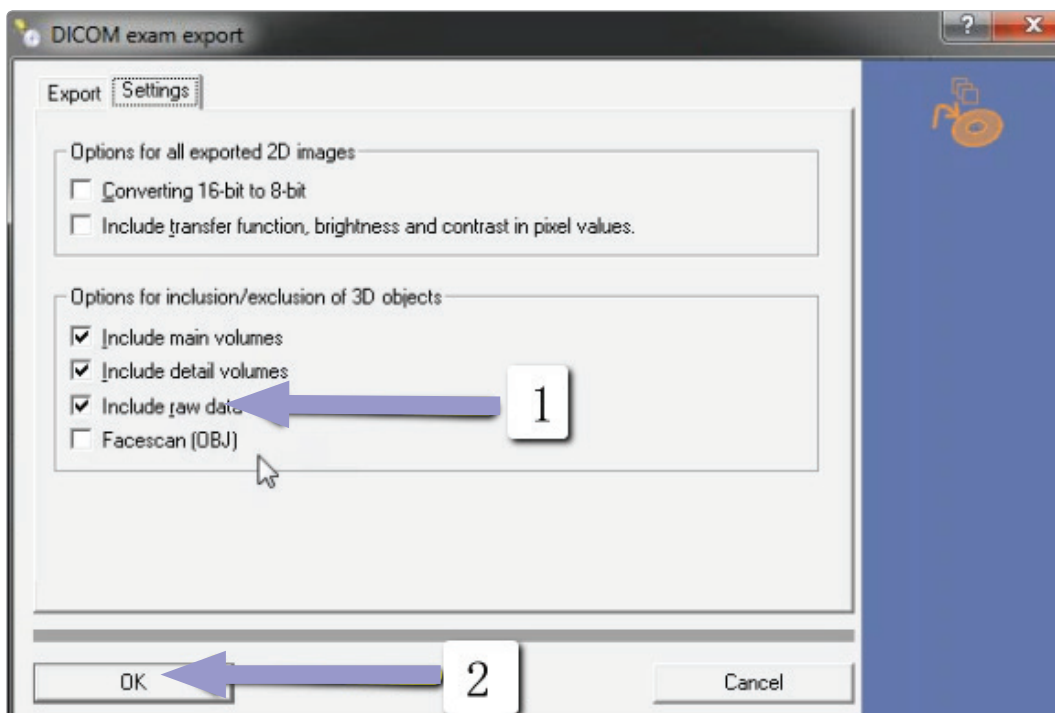 DICOM exam export
?
X
Export
Settings
Options for all exported 2D images
Converting 16-bit to 8-bit
Include transfer function, brightness and contrast in pixel values.
Options for inclusion/exclusion of 3D objects
Include main volumes
Include detail volumes
Include raw data
Facescan (OBJ)
1
OK
2
Cancel